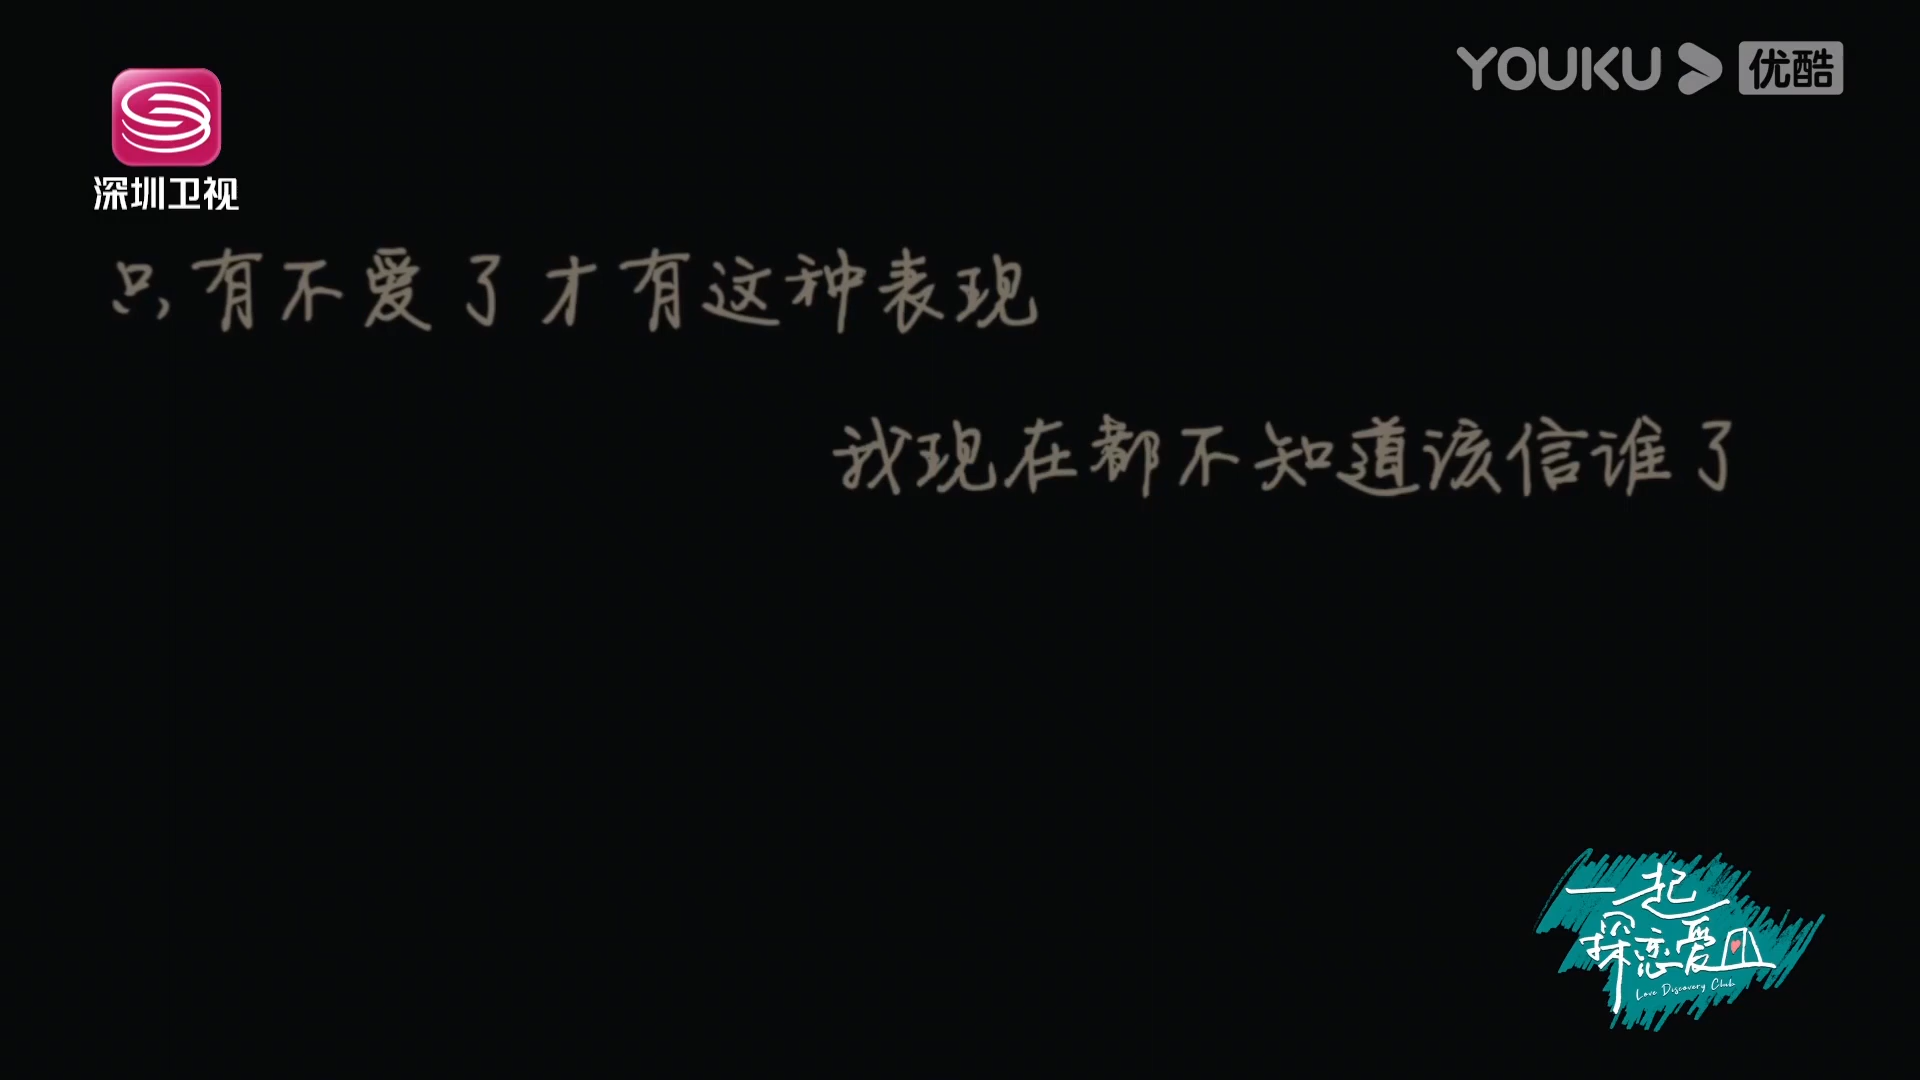 YOUKU 优酷
深圳卫视
只有不爱了才有这种表现
我现在都不知道该信谁了
一起
探恋爱吧
Love Discovery Club